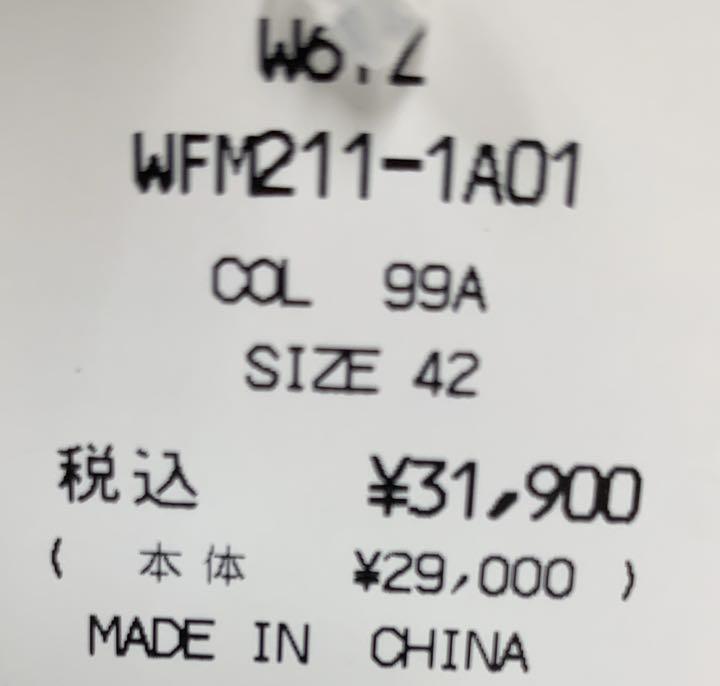 WFM211-1A01
COL 99A
SIZE 42
税込 ¥31,900
( 本体 ¥29,000 )
MADE IN CHINA